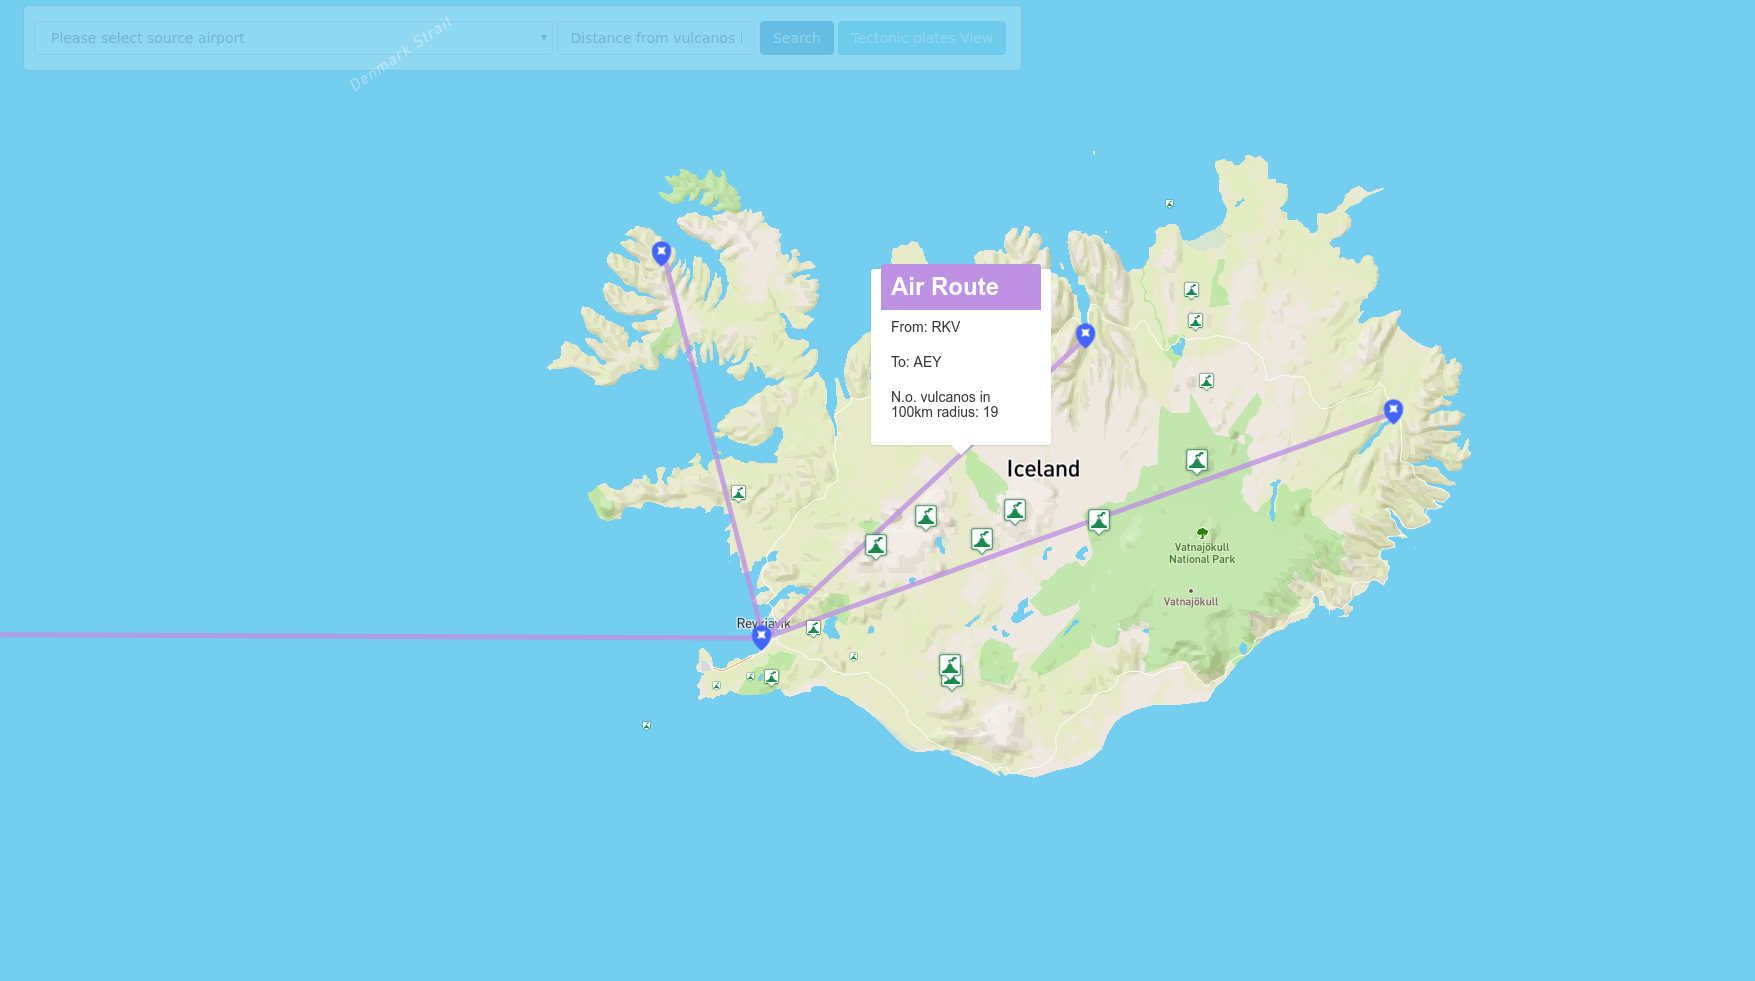 Please select source airport
Distance from vulcanos i
Search
Tectonic plates View
Denmark Strait
Air Route
From: RKV
To: AEY
N.o. vulcanos in
100km radius: 19
Iceland
Vatnajökull
National Park
Vatnajökull
Reykjavik